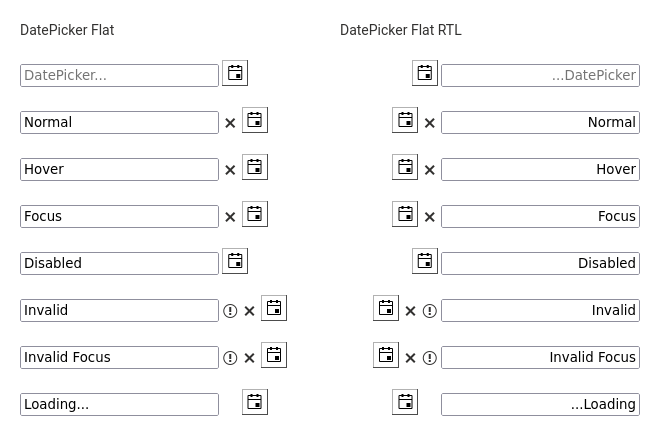 DatePicker Flat
DatePicker...
Normal
Hover
Focus
Disabled
Invalid
Invalid Focus
Loading...
DatePicker Flat RTL
...DatePicker
Normal
Hover
Focus
Disabled
Invalid
Invalid Focus
...Loading